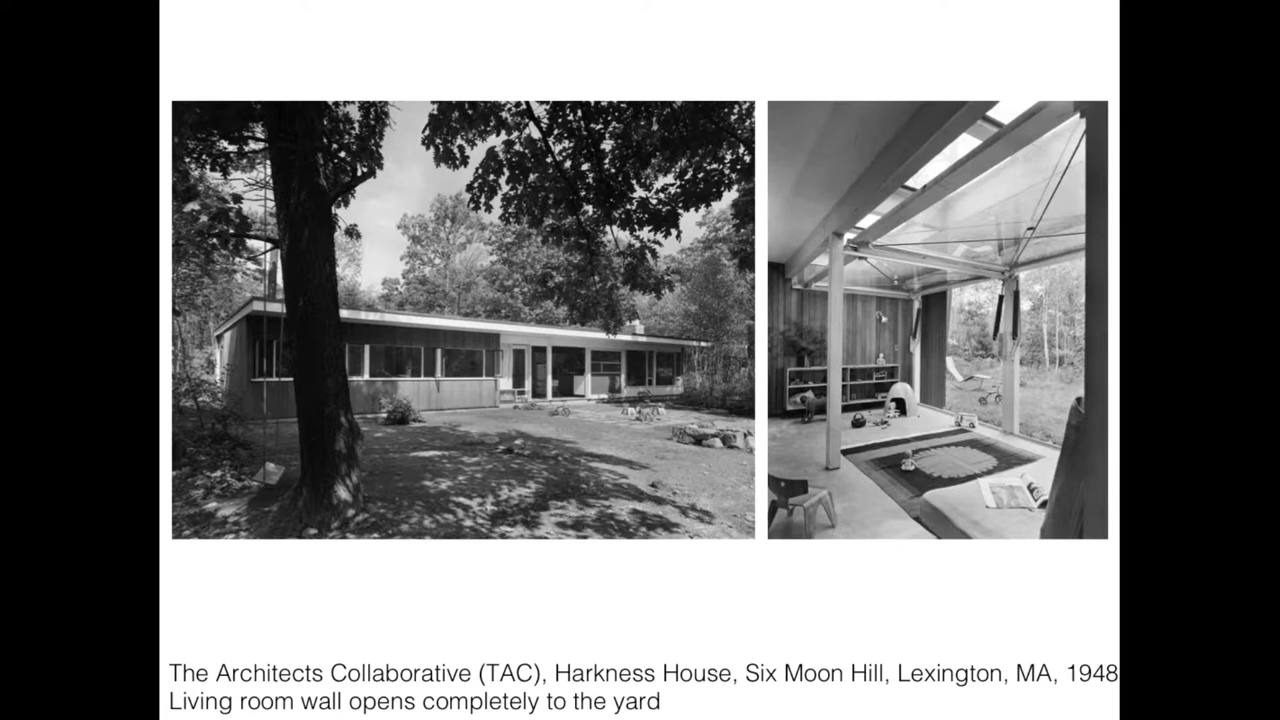 The Architects Collaborative (TAC), Harkness House, Six Moon Hill, Lexington, MA, 1948
Living room wall opens completely to the yard